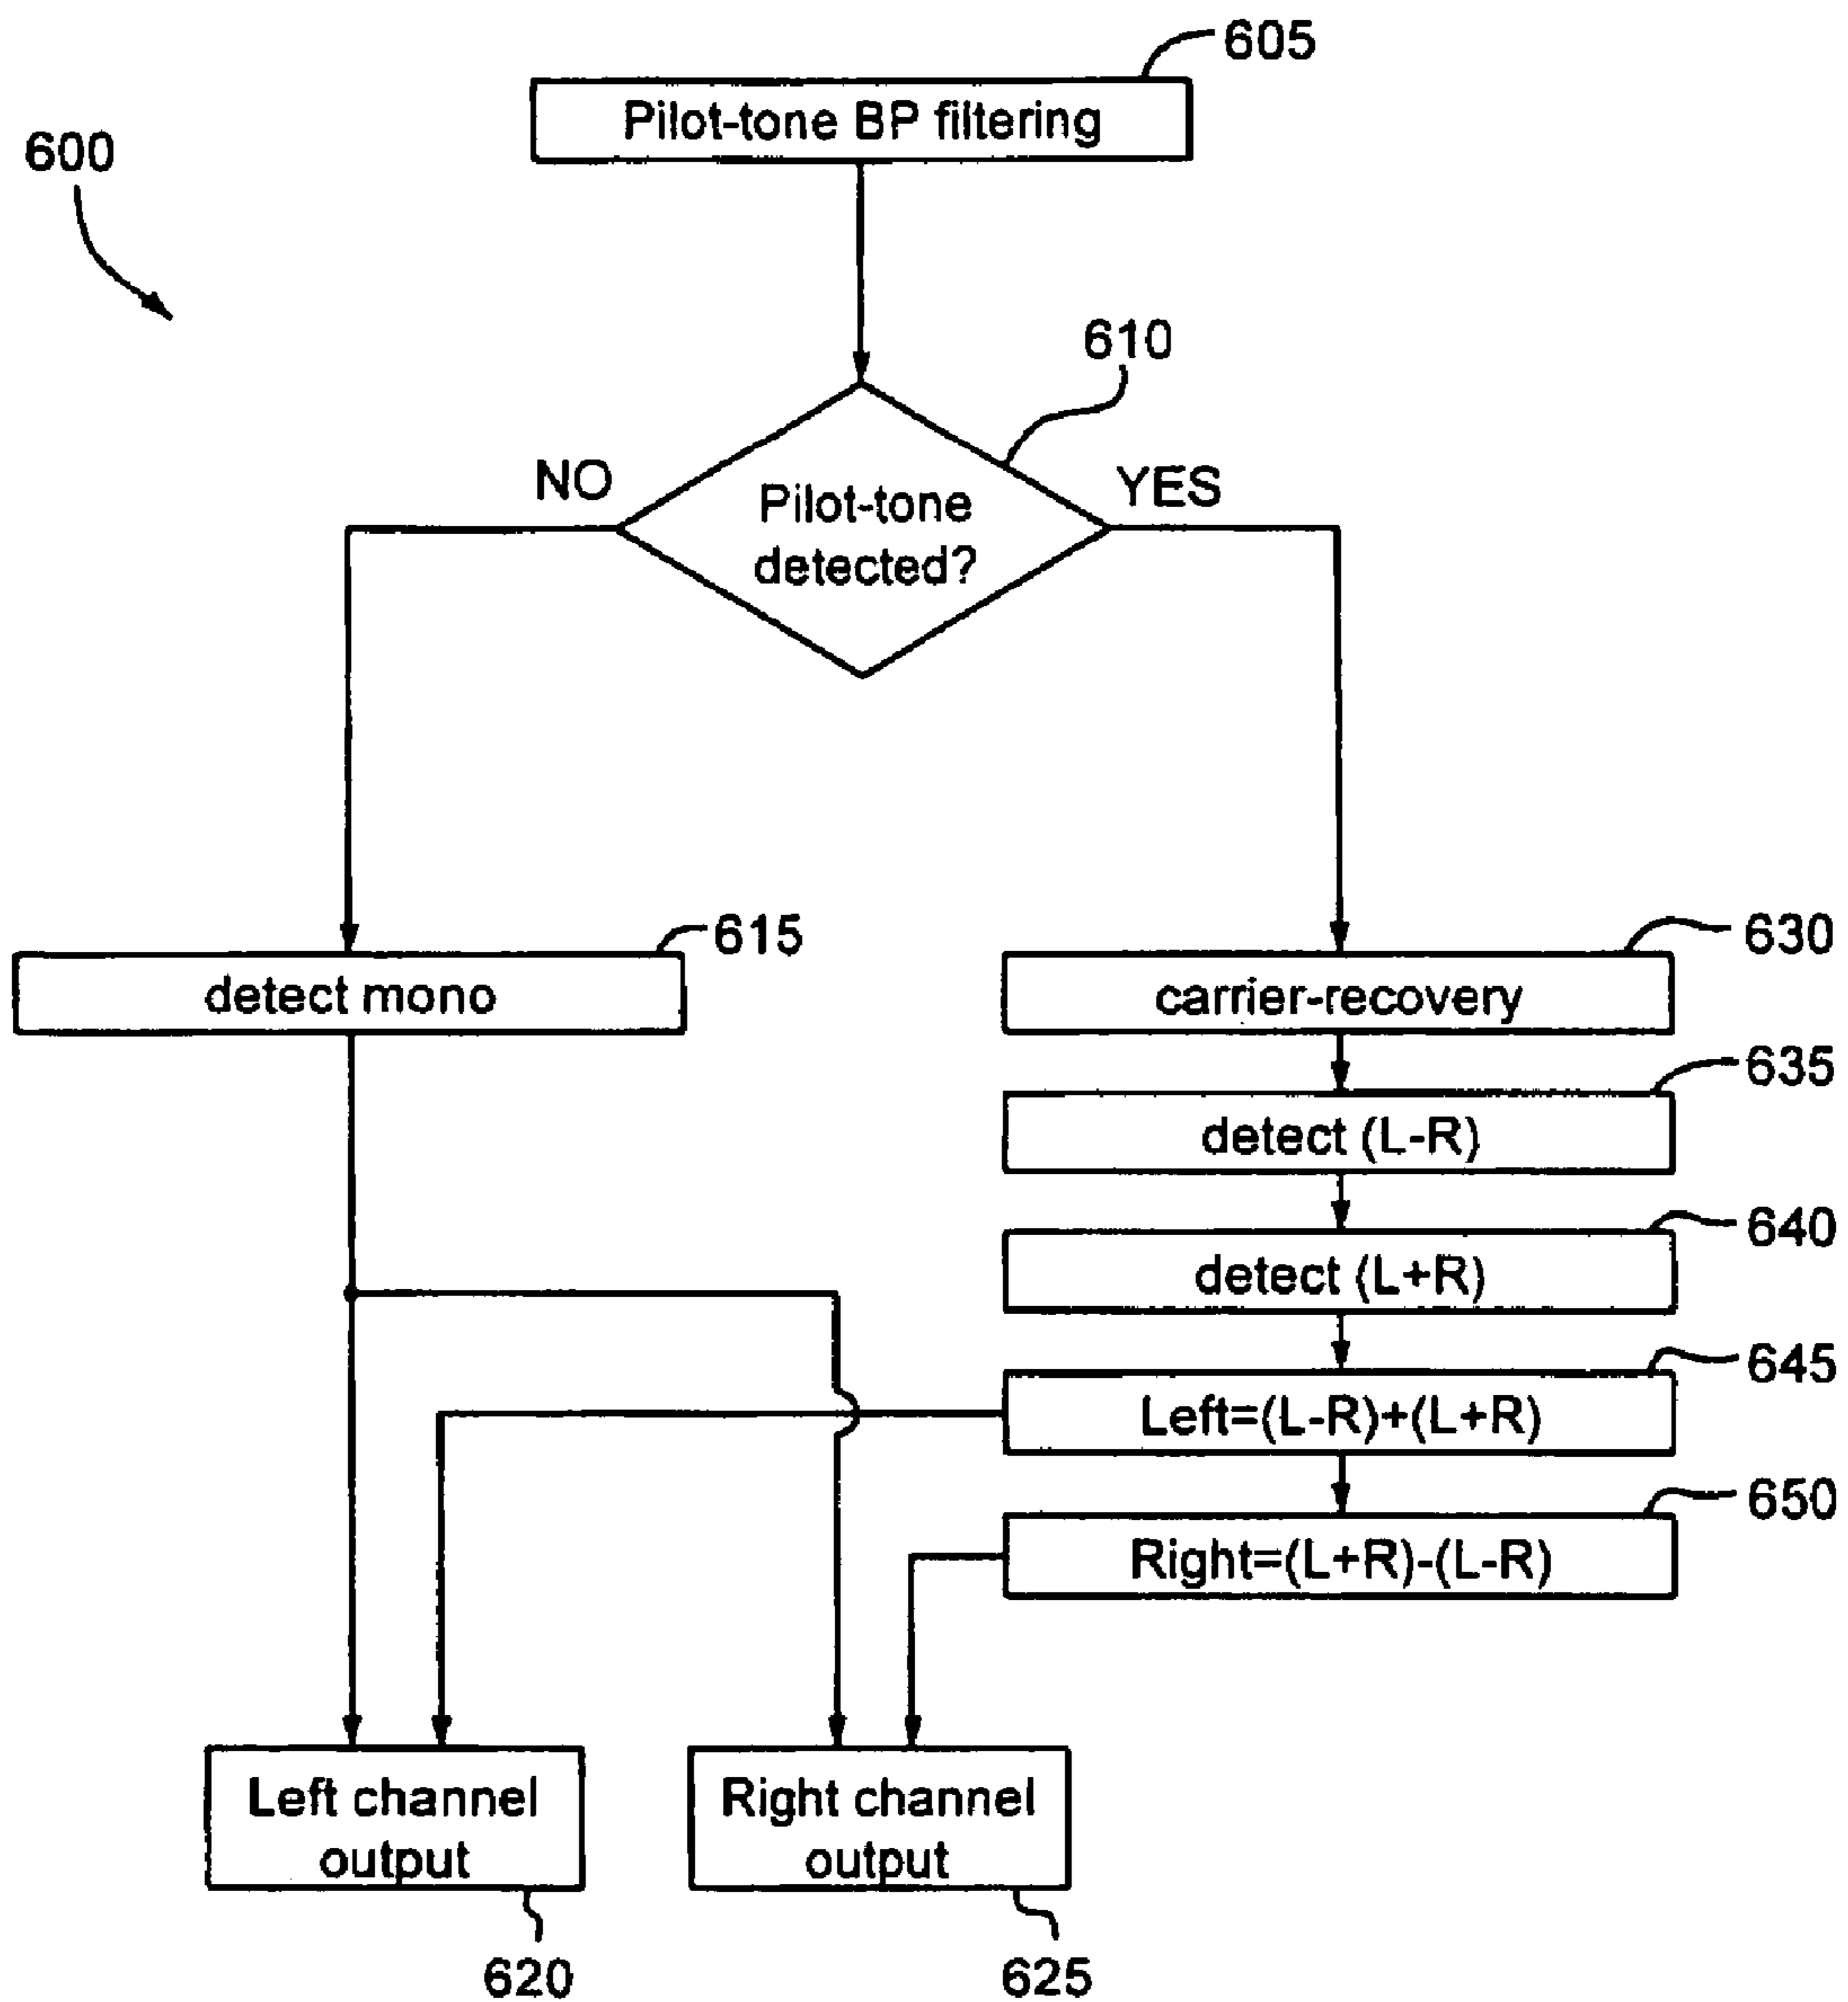 605
Pilot-tone BP filtering
600
610
NO
YES
Pilot-tone
detected?
615
630
detect mono
carrier-recovery
635
detect (L-R)
640
detect (L+R)
645
Left=(L-R)+(L+R)
650
Right=(L+R)-(L-R)
Left channel
output
Right channel
output
620
625